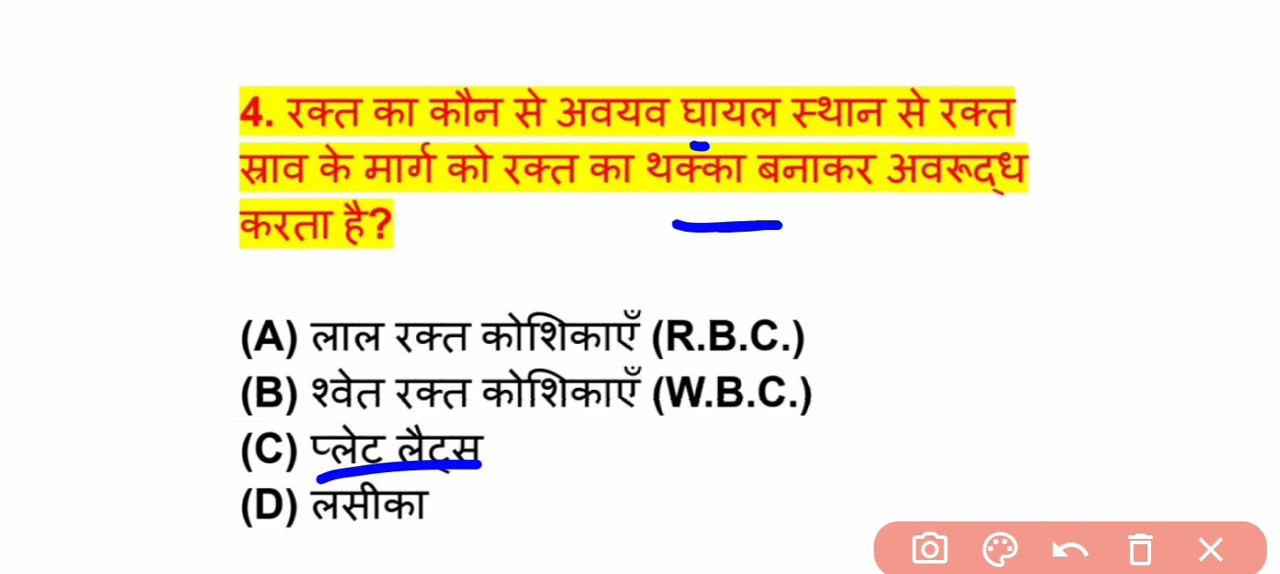 4. रक्त का कौन से अवयव घायल स्थान से रक्त
स्राव के मार्ग को रक्त का थक्का बनाकर अवरूद्ध
करता है?
(A) लाल रक्त कोशिकाएँ (R.B.C.)
(B) श्वेत रक्त कोशिकाएँ (W.B.C.)
(C) प्लेट लैट्स
(D) लसीका